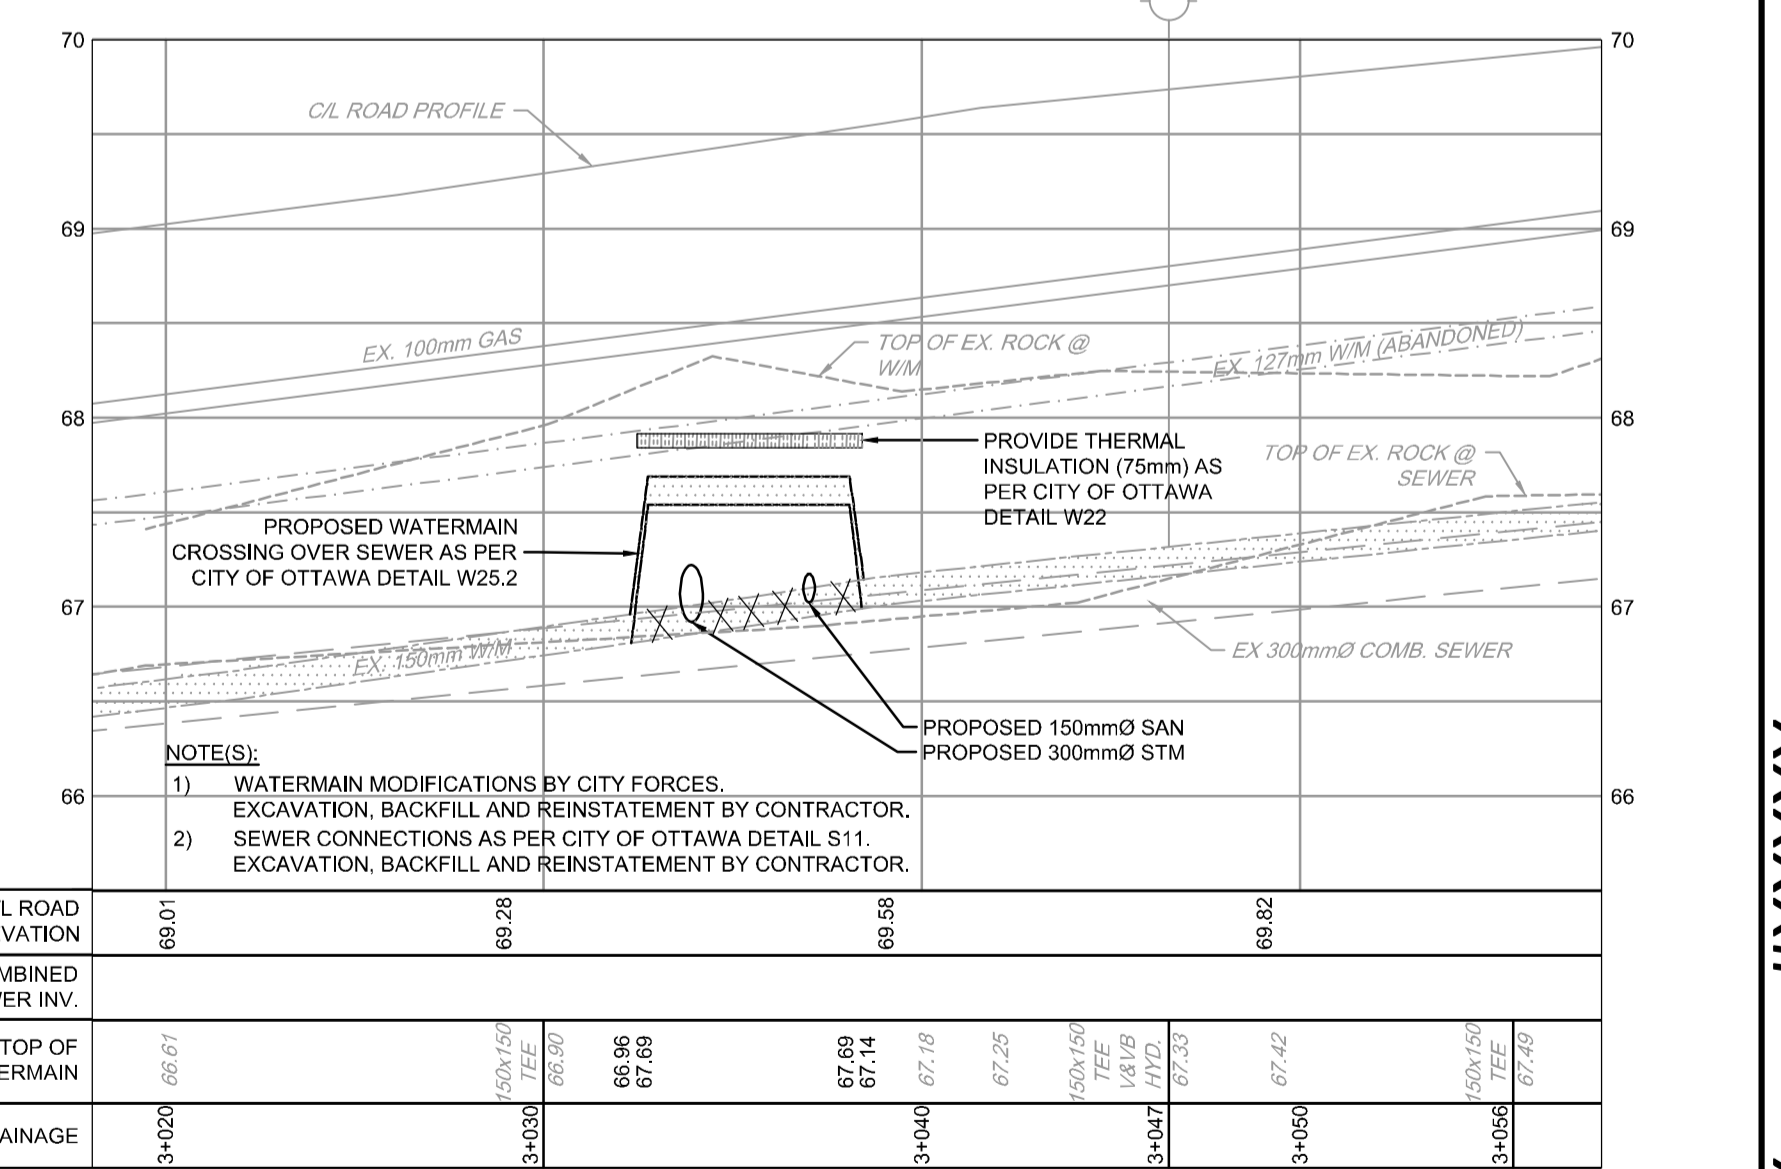 70
70
C/L ROAD PROFILE
69
69
EX. 100mm GAS
TOP OF EX. ROCK @
W/M
EX. 127mm W/M (ABANDONED)
68
68
PROVIDE THERMAL
INSULATION (75mm) AS
PER CITY OF OTTAWA
DETAIL W22
TOP OF EX. ROCK @
SEWER
PROPOSED WATERMAIN
CROSSING OVER SEWER AS PER
CITY OF OTTAWA DETAIL W25.2
67
67
EX. 150mm W/M
EX 300mmØ COMB. SEWER
PROPOSED 150mmØ SAN
PROPOSED 300mmØ STM
NOTE(S):
1) WATERMAIN MODIFICATIONS BY CITY FORCES.
EXCAVATION, BACKFILL AND REINSTATEMENT BY CONTRACTOR.
2) SEWER CONNECTIONS AS PER CITY OF OTTAWA DETAIL S11.
EXCAVATION, BACKFILL AND REINSTATEMENT BY CONTRACTOR.
66
66
L ROAD
VATION
69.01
69.28
69.58
69.82
MBINED
ER INV.
TOP OF
ERMAIN
66.61
150x150
TEE
66.90
66.96
67.69
67.69
67.14
67.18
67.25
150x150
TEE
V&VB
HYD.
67.33
67.42
150x150
TEE
67.49
AINAGE
3+020
3+030
3+040
3+047
3+050
3+056